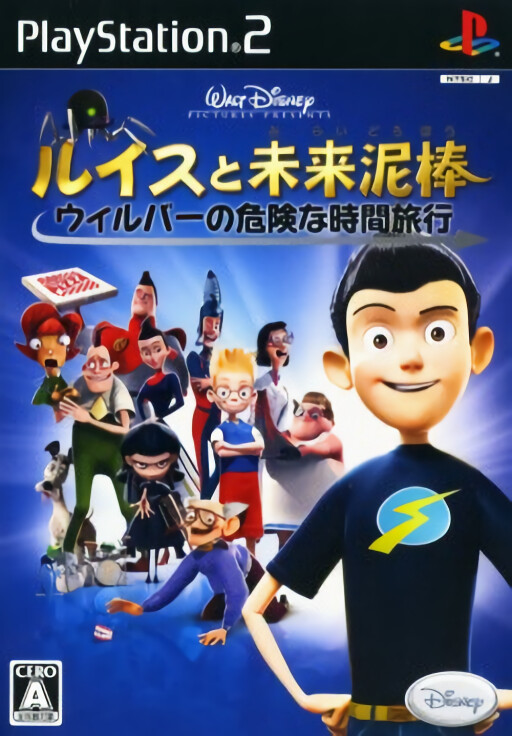 PlayStation®2
Walt Disney
PICTURES PRESENTS
みらいどろぼう
ルイスと未来泥棒
ウィルバーの危険な時間旅行
CERO
A
Disney